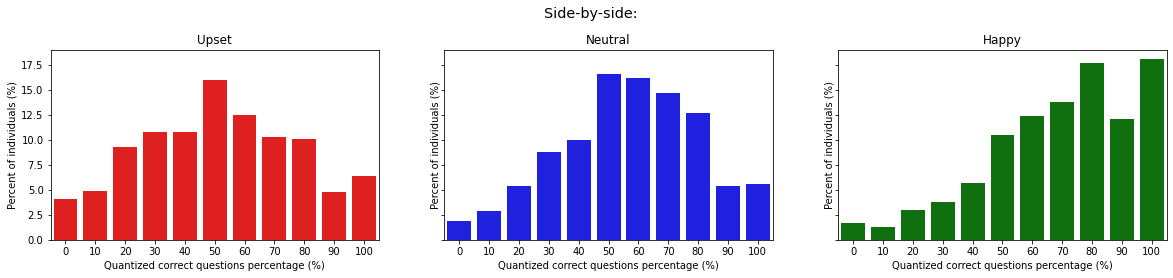 Side-by-side:
Upset
Neutral
Happy
Percent of individuals (%)
17.5
15.0
12.5
10.0
7.5
5.0
2.5
0.0
0 10 20 30 40 50 60 70 80 90 100
Quantized correct questions percentage (%)
Percent of individuals (%)
0 10 20 30 40 50 60 70 80 90 100
Quantized correct questions percentage (%)
Percent of individuals (%)
0 10 20 30 40 50 60 70 80 90 100
Quantized correct questions percentage (%)